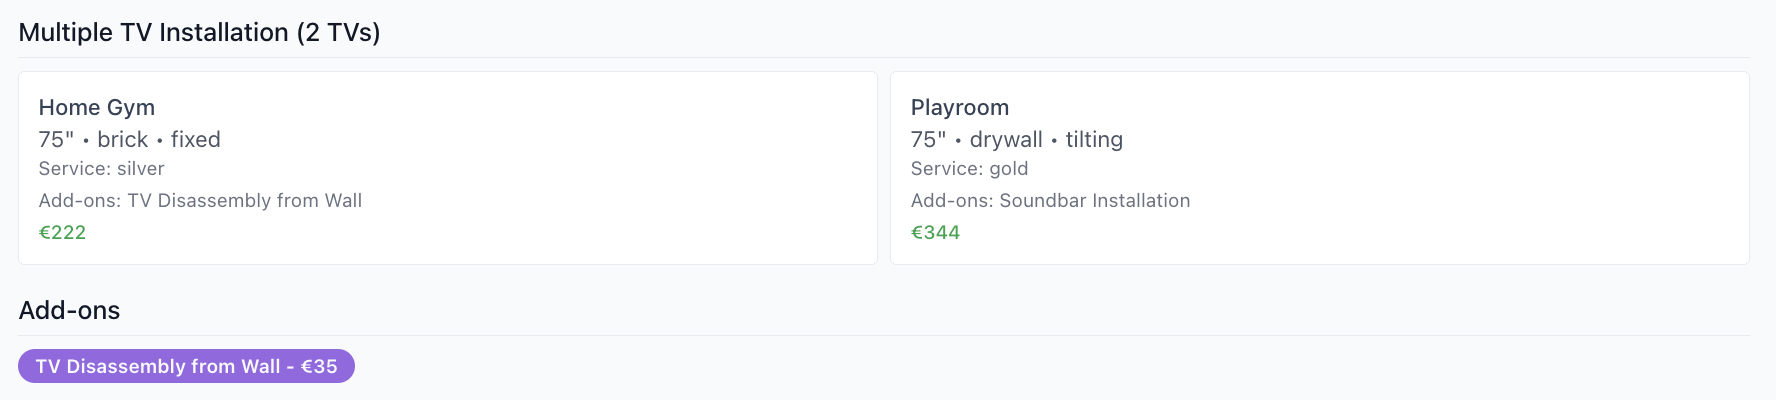 Multiple TV Installation (2 TVs)
Home Gym
75" • brick • fixed
Service: silver
Add-ons: TV Disassembly from Wall
€222
Playroom
75" • drywall • tilting
Service: gold
Add-ons: Soundbar Installation
€344
Add-ons
TV Disassembly from Wall - €35